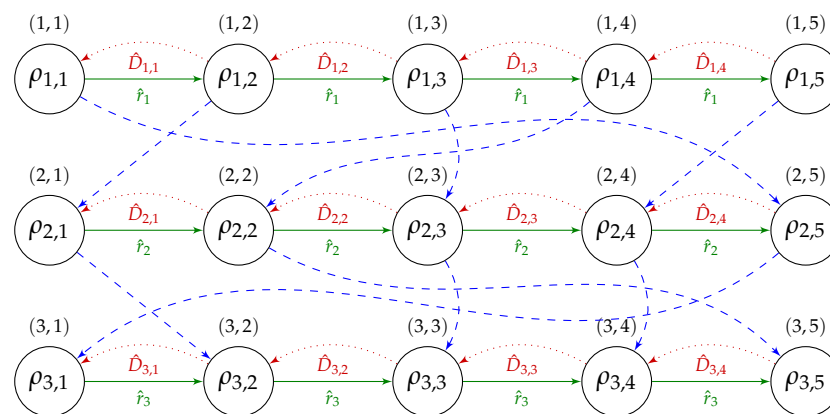 (1, 1) (1, 2) (1, 3) (1, 4) (1, 5)
ρ₁,₁ D̂₁,₁ ρ₁,₂ D̂₁,₂ ρ₁,₃ D̂₁,₃ ρ₁,₄ D̂₁,₄ ρ₁,₅
r̂₁ r̂₁ r̂₁ r̂₁
(2, 1) (2, 2) (2, 3) (2, 4) (2, 5)
ρ₂,₁ D̂₂,₁ ρ₂,₂ D̂₂,₂ ρ₂,₃ D̂₂,₃ ρ₂,₄ D̂₂,₄ ρ₂,₅
r̂₂ r̂₂ r̂₂ r̂₂
(3, 1) (3, 2) (3, 3) (3, 4) (3, 5)
ρ₃,₁ D̂₃,₁ ρ₃,₂ D̂₃,₂ ρ₃,₃ D̂₃,₃ ρ₃,₄ D̂₃,₄ ρ₃,₅
r̂₃ r̂₃ r̂₃ r̂₃